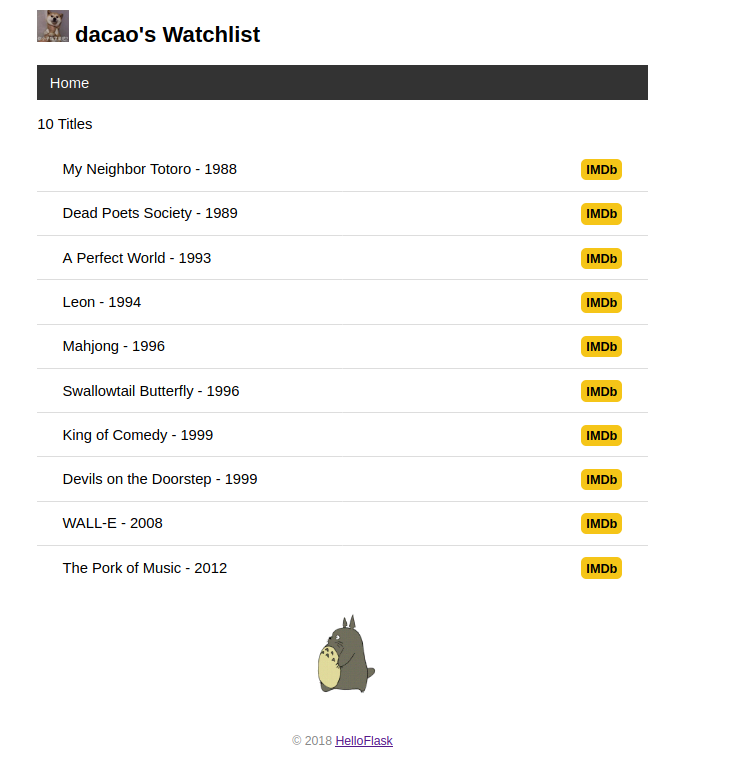 dacao's Watchlist
Home
10 Titles
My Neighbor Totoro - 1988 IMDb
Dead Poets Society - 1989 IMDb
A Perfect World - 1993 IMDb
Leon - 1994 IMDb
Mahjong - 1996 IMDb
Swallowtail Butterfly - 1996 IMDb
King of Comedy - 1999 IMDb
Devils on the Doorstep - 1999 IMDb
WALL-E - 2008 IMDb
The Pork of Music - 2012 IMDb
© 2018 HelloFlask